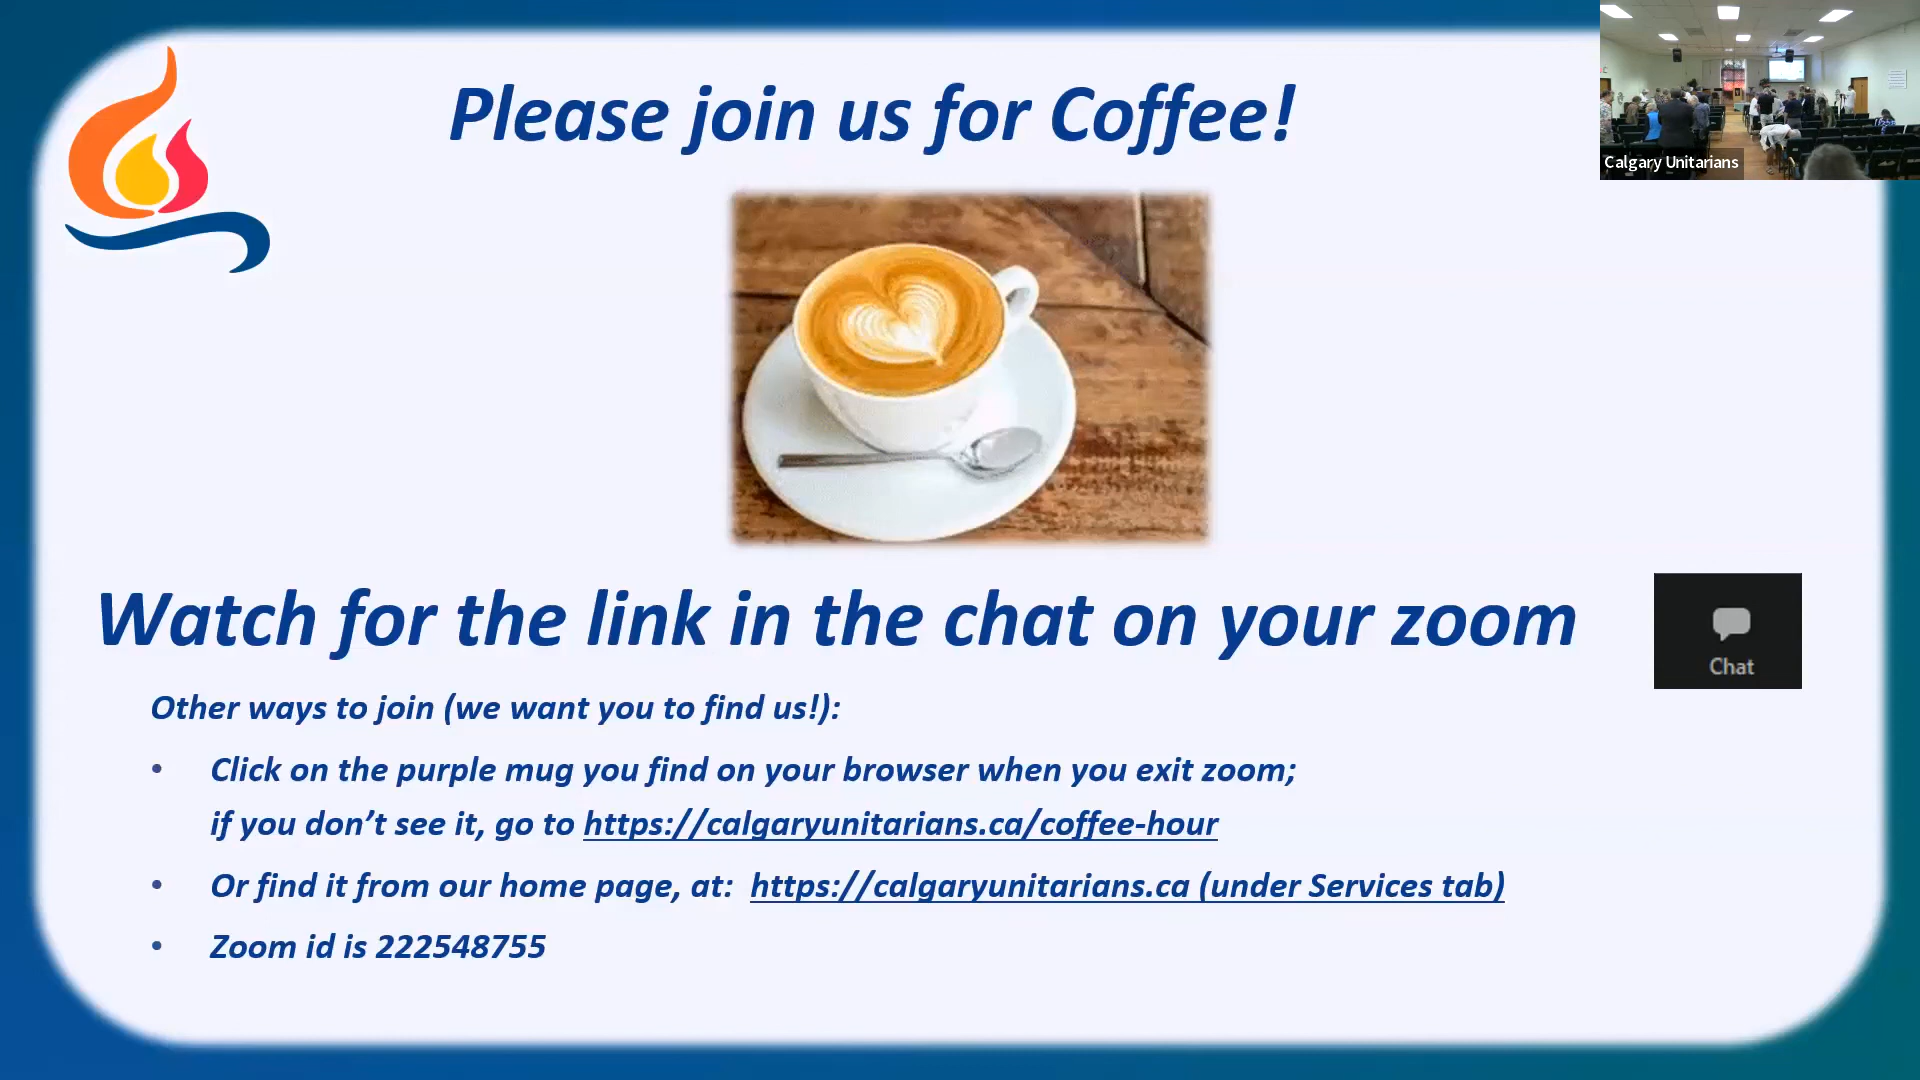 Please join us for Coffee!
Calgary Unitarians
Watch for the link in the chat on your zoom
Chat
Other ways to join (we want you to find us!):
• Click on the purple mug you find on your browser when you exit zoom;
if you don’t see it, go to https://calgaryunitarians.ca/coffee-hour
• Or find it from our home page, at: https://calgaryunitarians.ca (under Services tab)
• Zoom id is 222548755